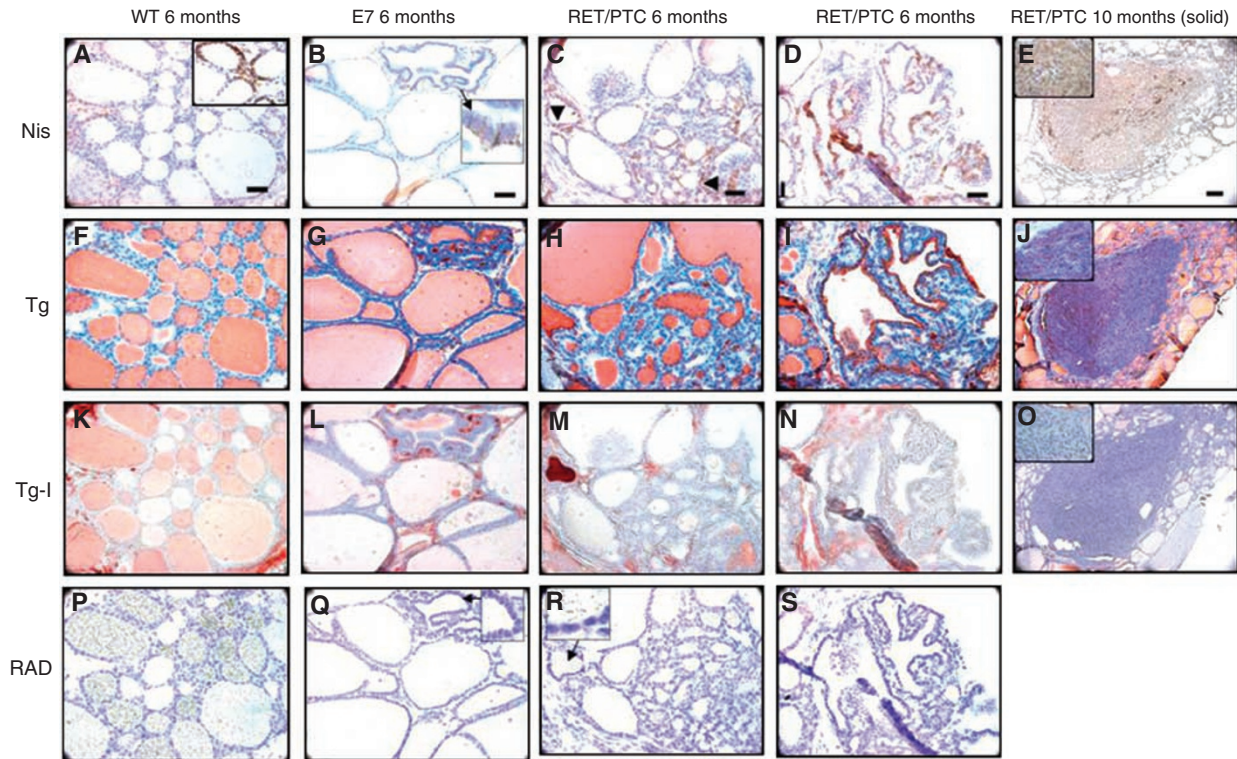 WT 6 months E7 6 months RET/PTC 6 months RET/PTC 6 months RET/PTC 10 months (solid)
Nis A B C D E
Tg F G H I J
Tg-I K L M N O
RAD P Q R S